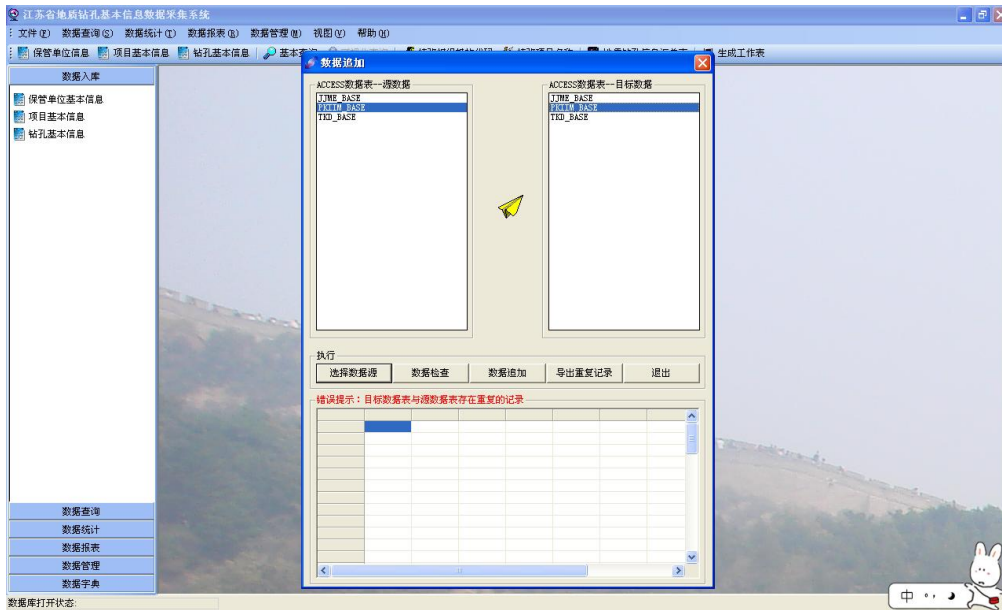 江苏省地质钻孔基本信息数据采集系统
文件(F) 数据查询(S) 数据统计(T) 数据报表(R) 数据管理(M) 视图(V) 帮助(H)
保管单位信息 项目基本信息 钻孔基本信息 基本查询 生成工作表
数据入库
保管单位基本信息
项目基本信息
钻孔基本信息
数据查询
数据统计
数据报表
数据管理
数据字典
数据库打开状态:
数据追加
ACCESS数据表--源数据
JJME_BASE
PKIIM_BASE
TKD_BASE
ACCESS数据表--目标数据
JJME_BASE
PKIIM_BASE
TKD_BASE
执行
选择数据源 数据检查 数据追加 导出重复记录 退出
错误提示：目标数据表与源数据表存在重复的记录
中